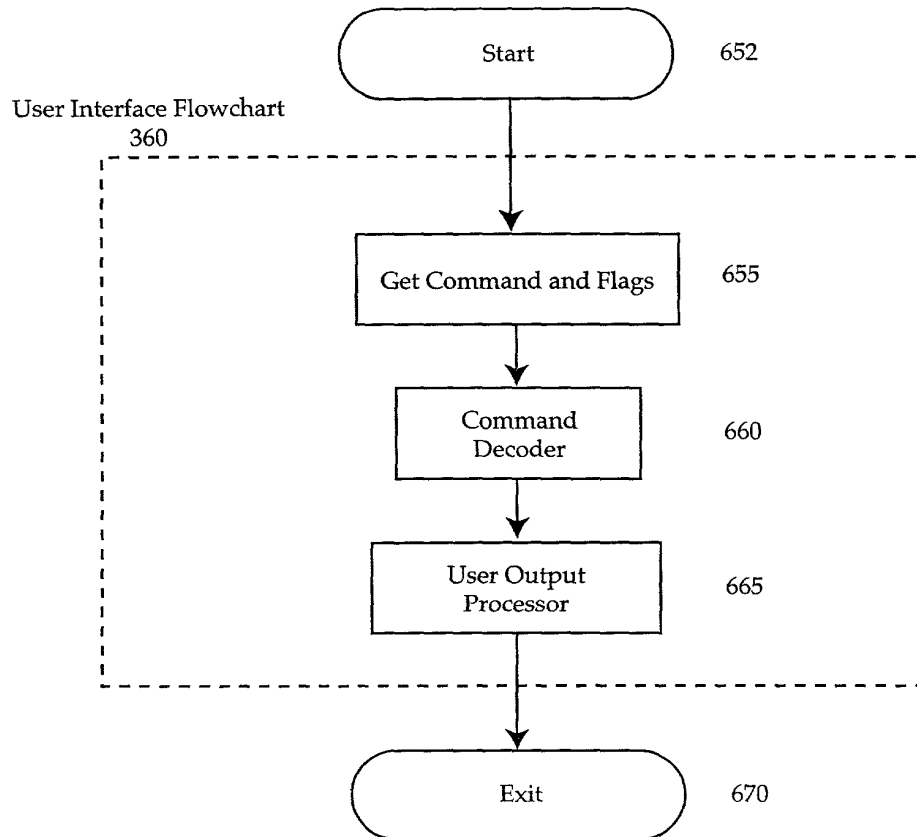 Start
652
User Interface Flowchart
360
Get Command and Flags
655
Command
Decoder
660
User Output
Processor
665
Exit
670